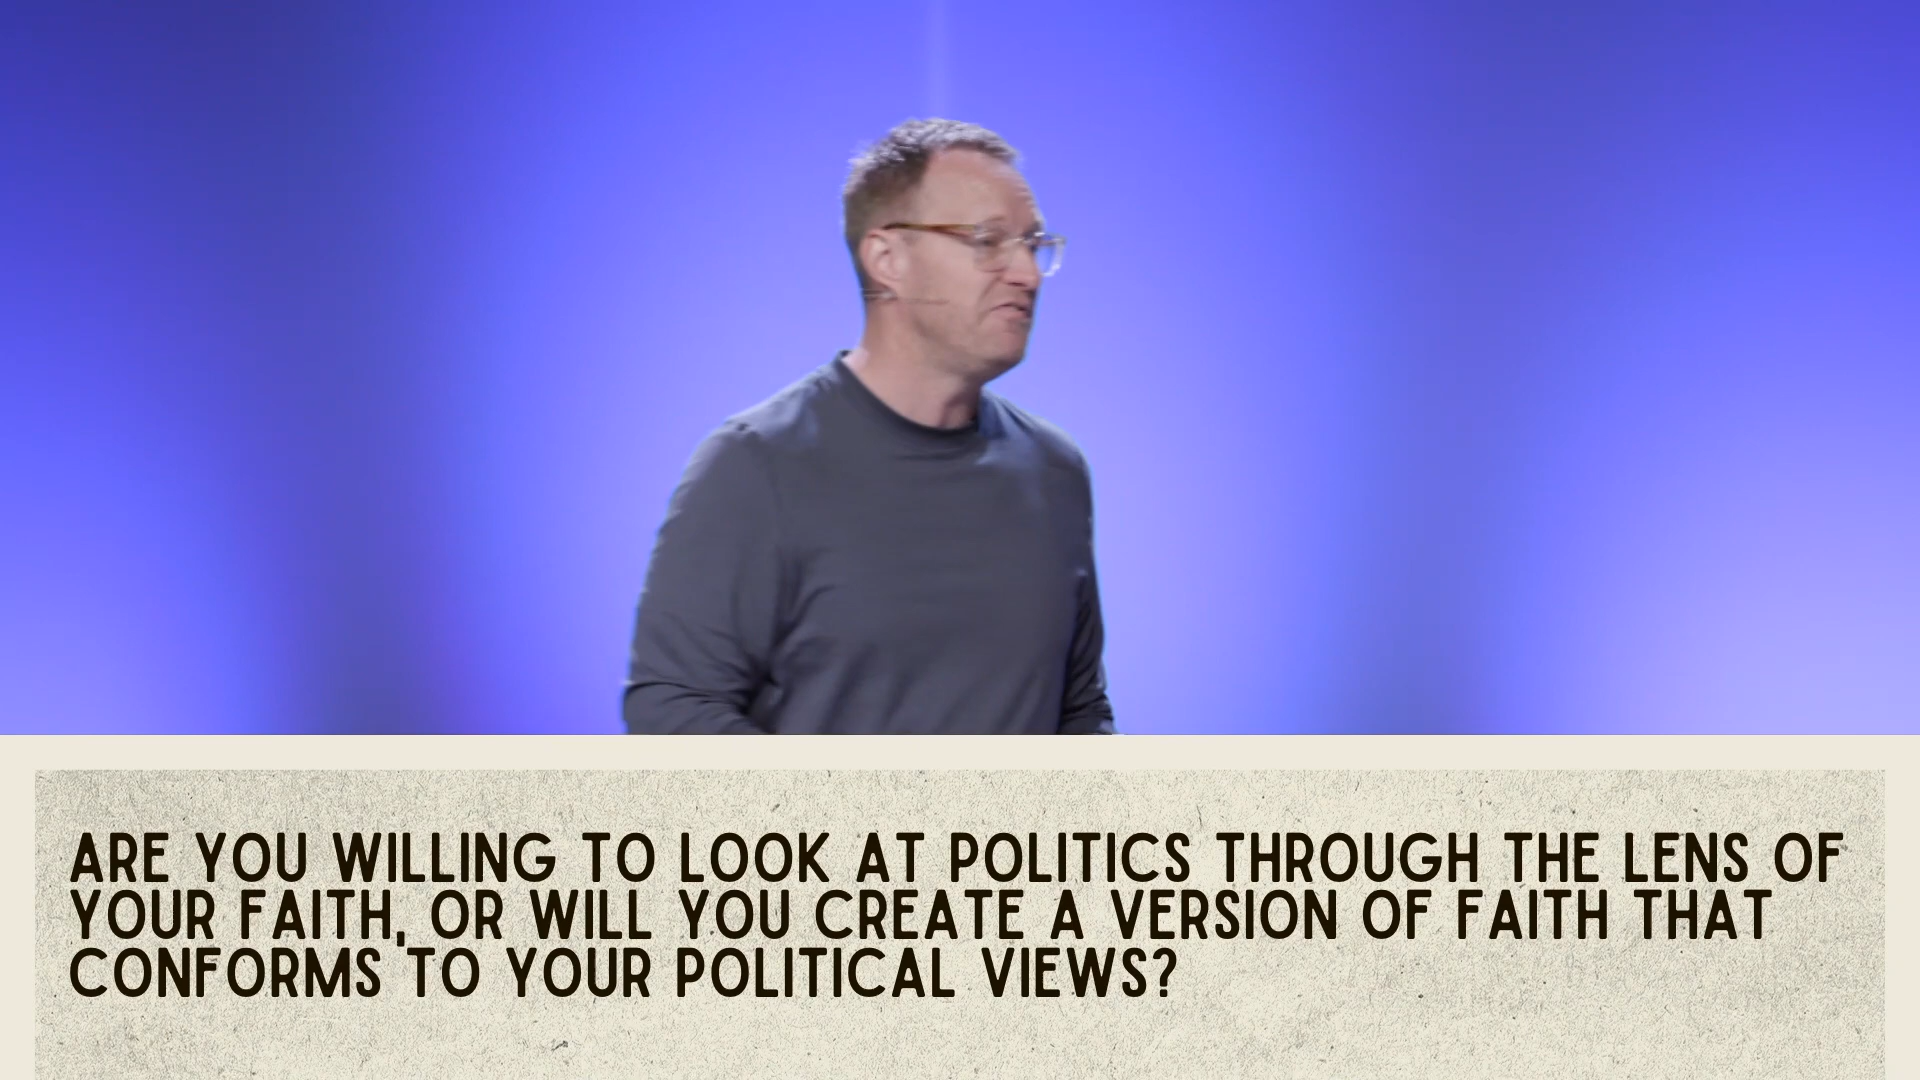 ARE YOU WILLING TO LOOK AT POLITICS THROUGH THE LENS OF
YOUR FAITH, OR WILL YOU CREATE A VERSION OF FAITH THAT
CONFORMS TO YOUR POLITICAL VIEWS?